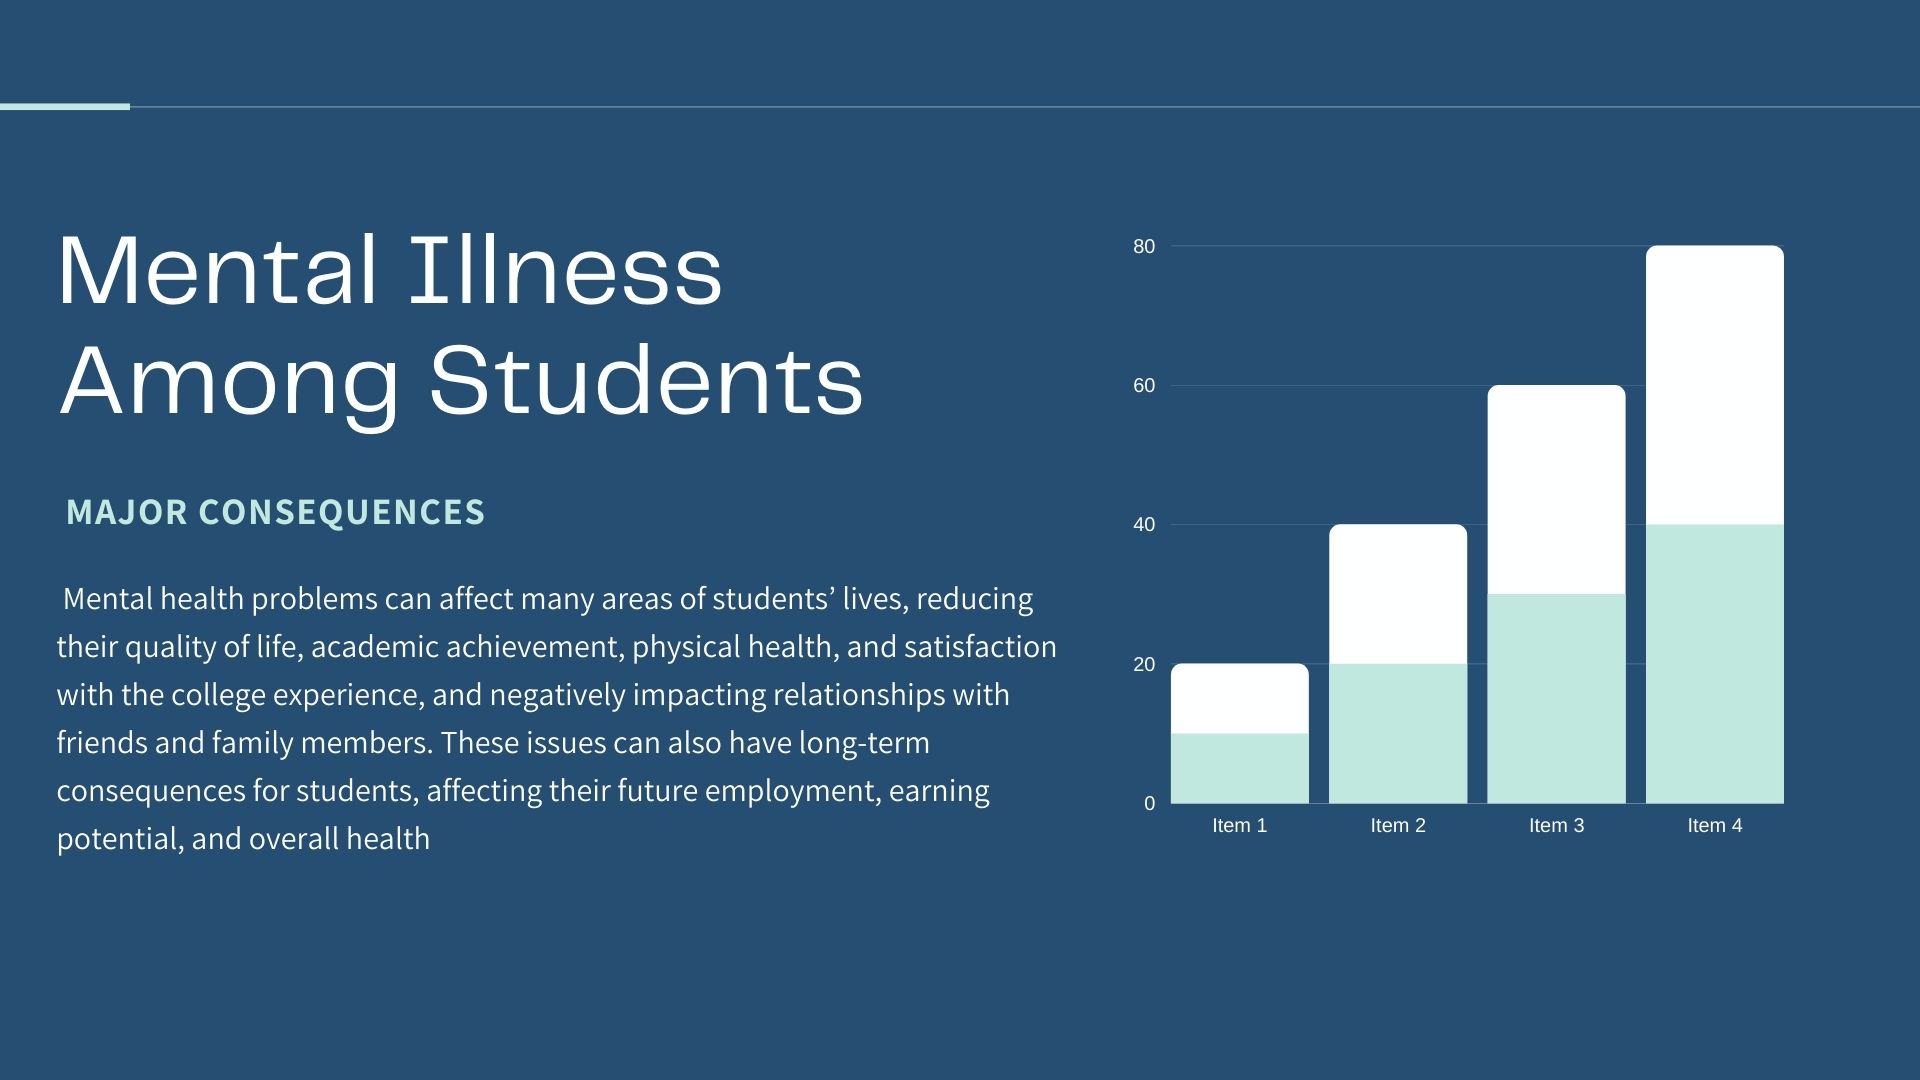 Mental Illness
Among Students
MAJOR CONSEQUENCES
Mental health problems can affect many areas of students’ lives, reducing
their quality of life, academic achievement, physical health, and satisfaction
with the college experience, and negatively impacting relationships with
friends and family members. These issues can also have long-term
consequences for students, affecting their future employment, earning
potential, and overall health
80
60
40
20
0
Item 1 Item 2 Item 3 Item 4